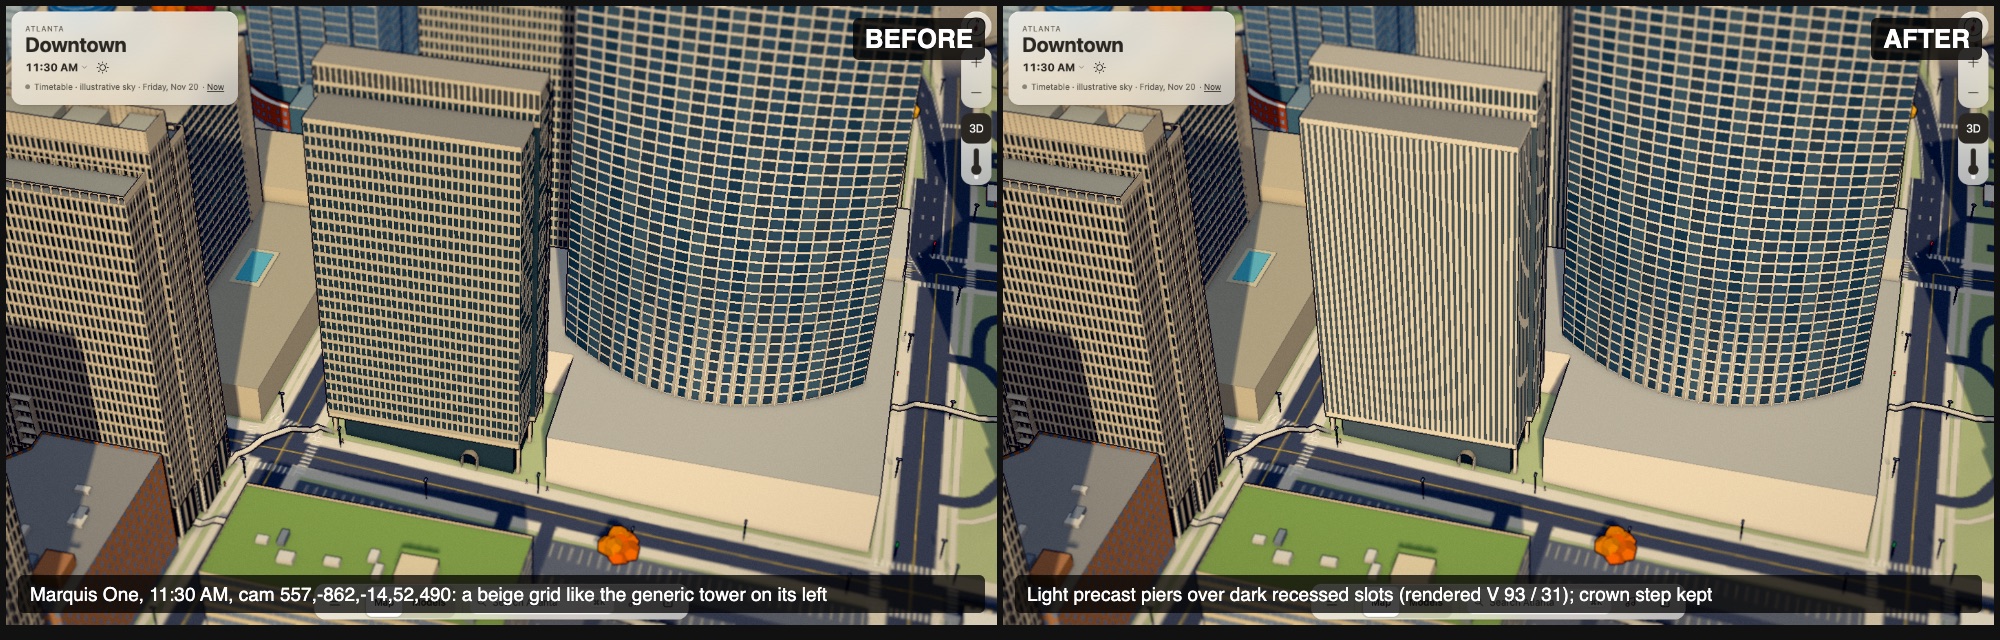 ATLANTA
Downtown
11:30 AM
Timetable · illustrative sky · Friday, Nov 20 · Now
BEFORE
+
−
3D
Marquis One, 11:30 AM, cam 557,-862,-14,52,490: a beige grid like the generic tower on its left
ATLANTA
Downtown
11:30 AM
Timetable · illustrative sky · Friday, Nov 20 · Now
AFTER
+
−
3D
Light precast piers over dark recessed slots (rendered V 93 / 31); crown step kept